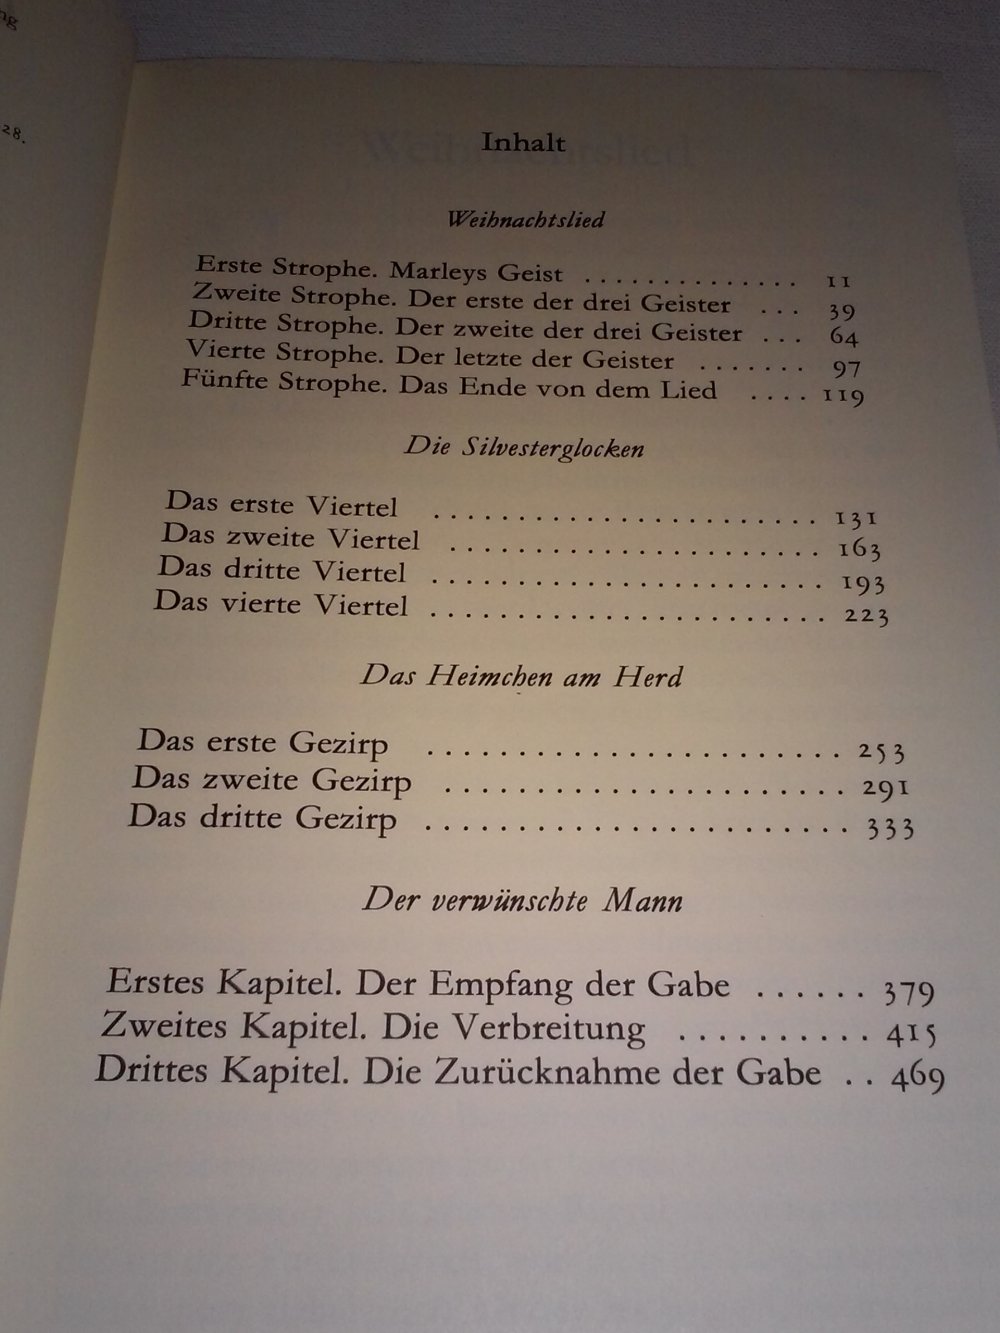 28.
Inhalt
Weihnachtslied
Erste Strophe. Marleys Geist . . . . . . . . . . . . . 11
Zweite Strophe. Der erste der drei Geister . . . 39
Dritte Strophe. Der zweite der drei Geister . . . 64
Vierte Strophe. Der letzte der Geister . . . . . . . 97
Fünfte Strophe. Das Ende von dem Lied . . . . 119
Die Silvesterglocken
Das erste Viertel . . . . . . . . . . . . . . . . . . . . . . . 131
Das zweite Viertel . . . . . . . . . . . . . . . . . . . . . . 163
Das dritte Viertel . . . . . . . . . . . . . . . . . . . . . . . 193
Das vierte Viertel . . . . . . . . . . . . . . . . . . . . . . . 223
Das Heimchen am Herd
Das erste Gezirp . . . . . . . . . . . . . . . . . . . . . . . 253
Das zweite Gezirp . . . . . . . . . . . . . . . . . . . . . . 291
Das dritte Gezirp . . . . . . . . . . . . . . . . . . . . . . . 333
Der verwünschte Mann
Erstes Kapitel. Der Empfang der Gabe . . . . . . 379
Zweites Kapitel. Die Verbreitung . . . . . . . . . . 415
Drittes Kapitel. Die Zurücknahme der Gabe . . 469